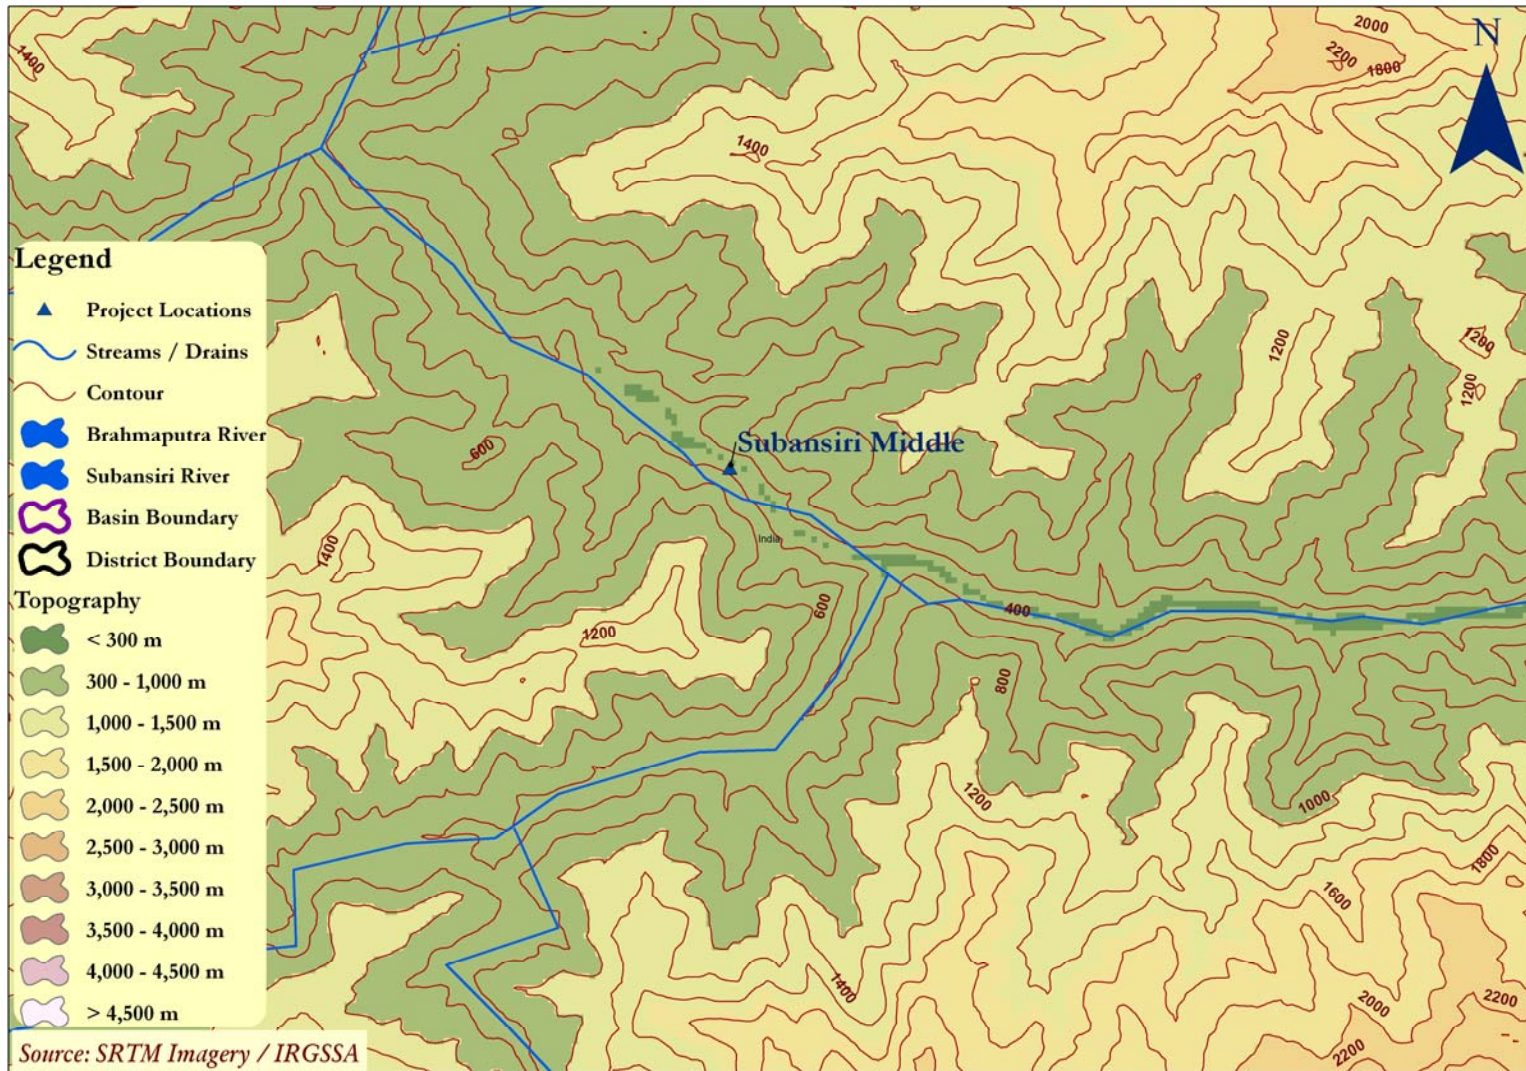 2000
N
2200
1800
1400
1400
Legend
Project Locations
Streams / Drains
Contour
Brahmaputra River
Subansiri River
Basin Boundary
District Boundary
Topography
< 300 m
300 - 1,000 m
1,000 - 1,500 m
1,500 - 2,000 m
2,000 - 2,500 m
2,500 - 3,000 m
3,000 - 3,500 m
3,500 - 4,000 m
4,000 - 4,500 m
> 4,500 m
Source: SRTM Imagery / IRGSSA
1200
1200
1200
600
Subansiri Middle
India
1400
600
400
1200
800
1200
1000
1800
1600
1400
2000
2200
2200